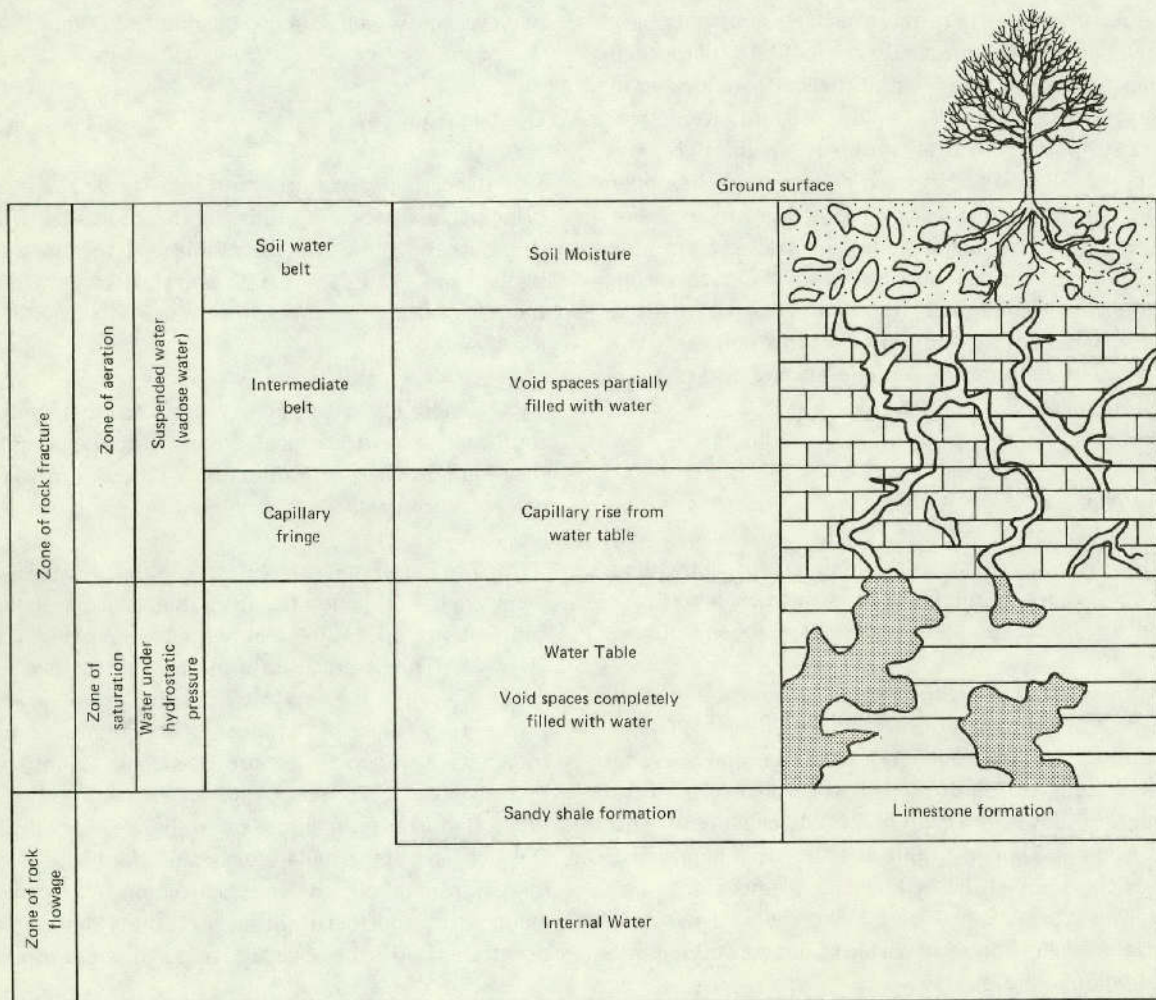 Ground surface
Zone of rock fracture
Zone of aeration
Suspended water
(vadose water)
Soil water
belt
Soil Moisture
Intermediate
belt
Void spaces partially
filled with water
Capillary
fringe
Capillary rise from
water table
Zone of
saturation
Water under
hydrostatic
pressure
Water Table
Void spaces completely
filled with water
Sandy shale formation
Limestone formation
Zone of rock
flowage
Internal Water